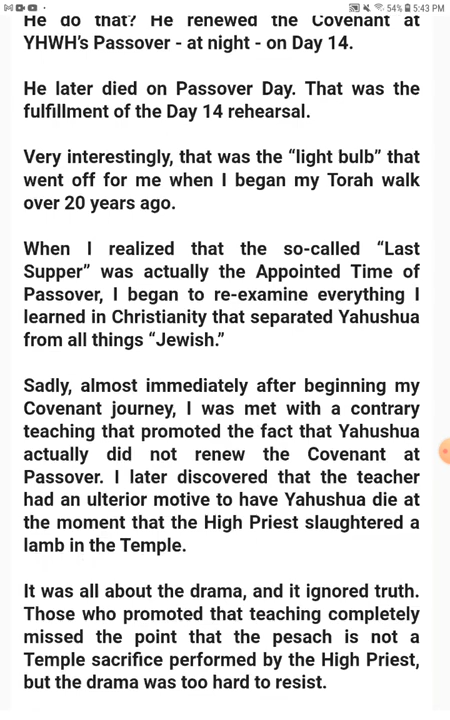 54% 5:43 PM
He do that? He renewed the Covenant at
YHWH's Passover - at night - on Day 14.
He later died on Passover Day. That was the
fulfillment of the Day 14 rehearsal.
Very interestingly, that was the “light bulb” that
went off for me when I began my Torah walk
over 20 years ago.
When I realized that the so-called “Last
Supper” was actually the Appointed Time of
Passover, I began to re-examine everything I
learned in Christianity that separated Yahushua
from all things “Jewish.”
Sadly, almost immediately after beginning my
Covenant journey, I was met with a contrary
teaching that promoted the fact that Yahushua
actually did not renew the Covenant at
Passover. I later discovered that the teacher
had an ulterior motive to have Yahushua die at
the moment that the High Priest slaughtered a
lamb in the Temple.
It was all about the drama, and it ignored truth.
Those who promoted that teaching completely
missed the point that the pesach is not a
Temple sacrifice performed by the High Priest,
but the drama was too hard to resist.